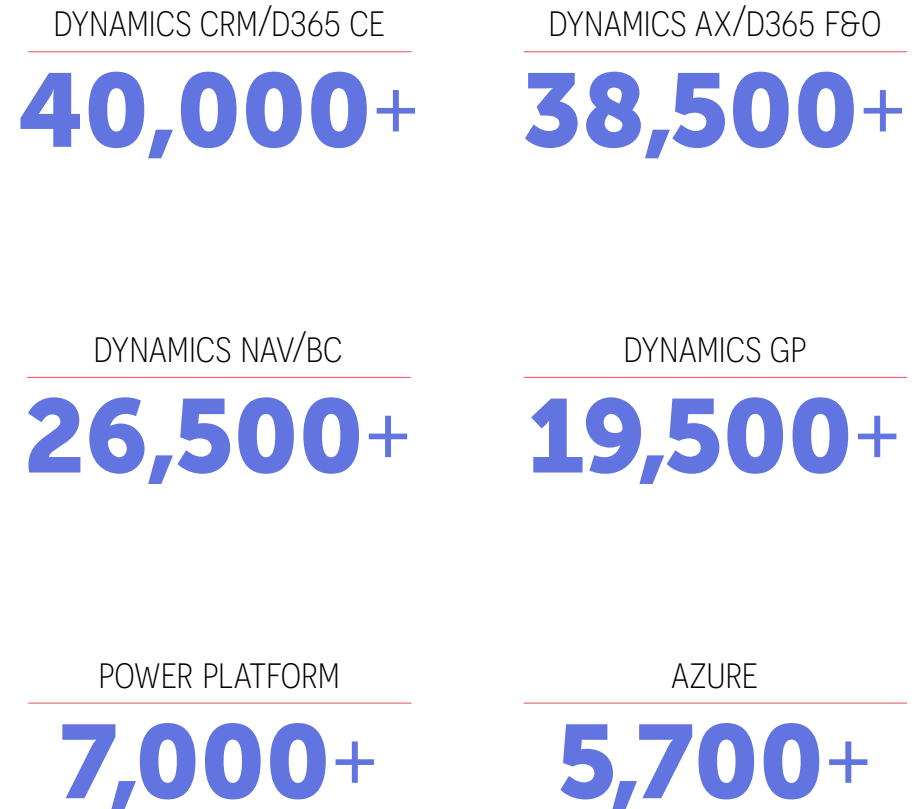 DYNAMICS CRM/D365 CE
40,000+
DYNAMICS AX/D365 F&O
38,500+
DYNAMICS NAV/BC
26,500+
DYNAMICS GP
19,500+
POWER PLATFORM
7,000+
AZURE
5,700+